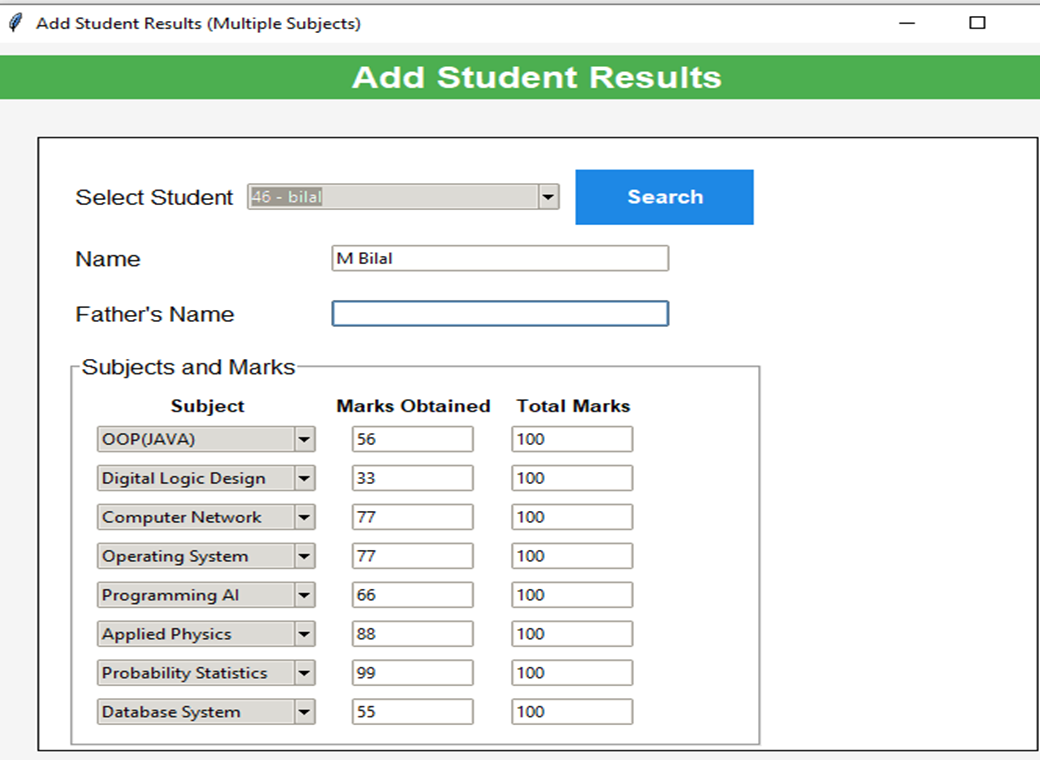 Add Student Results (Multiple Subjects)
Add Student Results
Select Student 46 - bilal Search
Name M Bilal
Father's Name
Subjects and Marks
Subject Marks Obtained Total Marks
OOP(JAVA) 56 100
Digital Logic Design 33 100
Computer Network 77 100
Operating System 77 100
Programming AI 66 100
Applied Physics 88 100
Probability Statistics 99 100
Database System 55 100